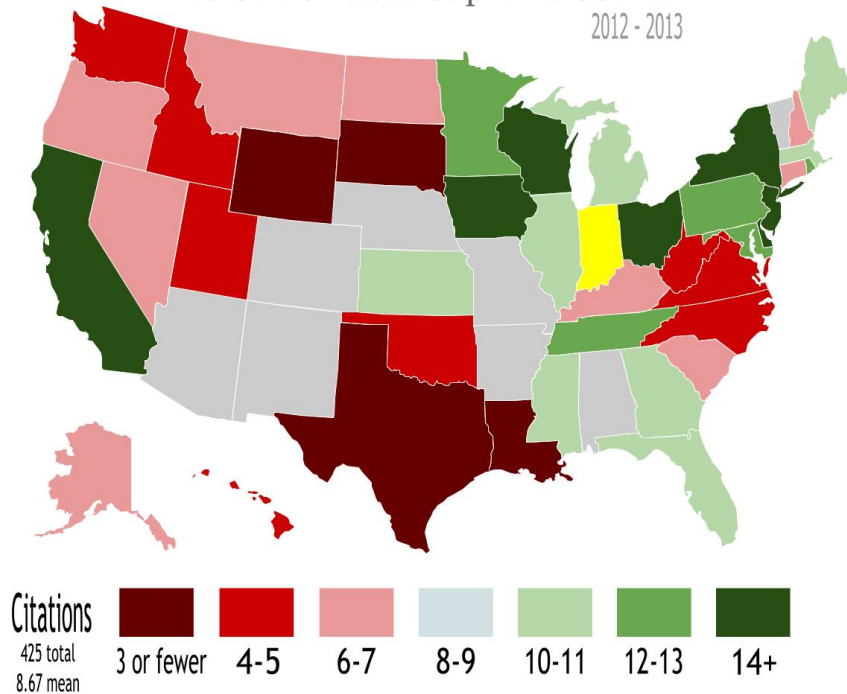 2012 - 2013
Citations
425 total
8.67 mean
3 or fewer
4-5
6-7
8-9
10-11
12-13
14+